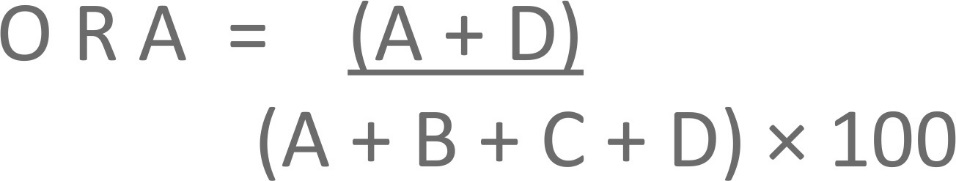 O R A = (A + D)
(A + B + C + D) × 100